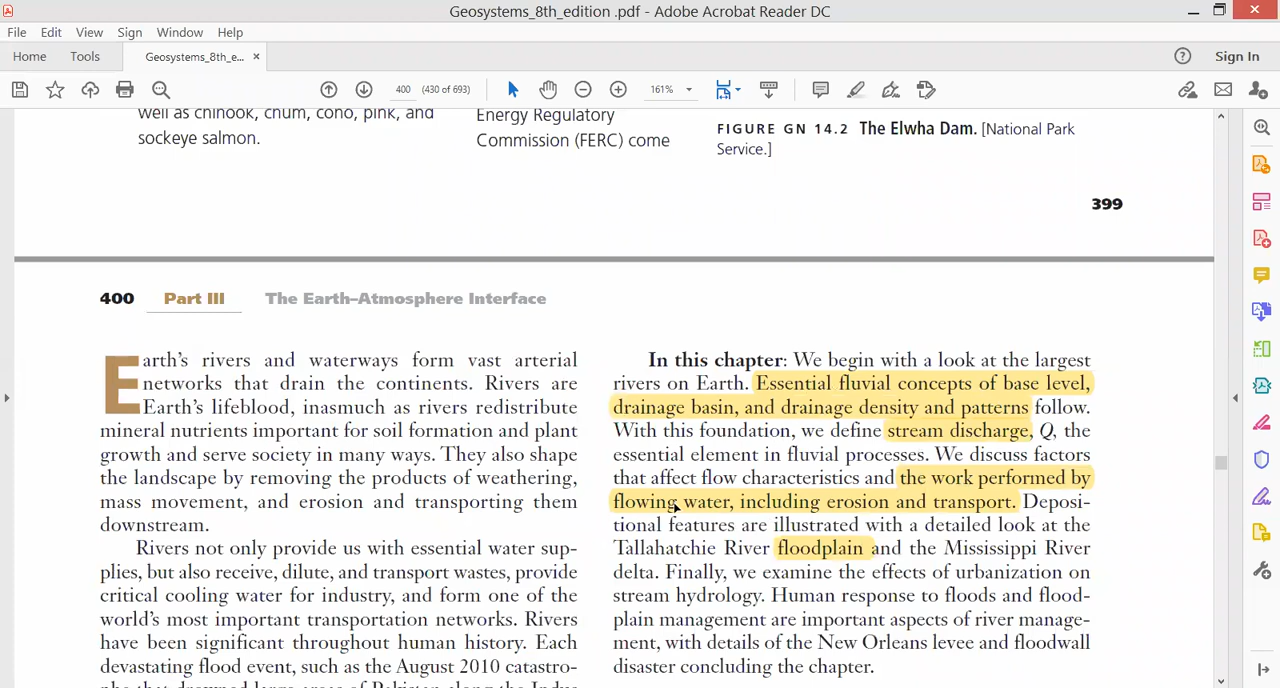 Geosystems_8th_edition .pdf - Adobe Acrobat Reader DC
File Edit View Sign Window Help
Home Tools Geosystems_8th_e... × Sign In
400 (430 of 693) 161%
well as chinook, chum, coho, pink, and
sockeye salmon.
Energy Regulatory
Commission (FERC) come
FIGURE GN 14.2 The Elwha Dam. [National Park
Service.]
399
400 Part III The Earth–Atmosphere Interface
Earth’s rivers and waterways form vast arterial
networks that drain the continents. Rivers are
Earth’s lifeblood, inasmuch as rivers redistribute
mineral nutrients important for soil formation and plant
growth and serve society in many ways. They also shape
the landscape by removing the products of weathering,
mass movement, and erosion and transporting them
downstream.
Rivers not only provide us with essential water sup-
plies, but also receive, dilute, and transport wastes, provide
critical cooling water for industry, and form one of the
world’s most important transportation networks. Rivers
have been significant throughout human history. Each
devastating flood event, such as the August 2010 catastro-
phe that drowned large areas of Pakistan along the Indus
In this chapter: We begin with a look at the largest
rivers on Earth. Essential fluvial concepts of base level,
drainage basin, and drainage density and patterns follow.
With this foundation, we define stream discharge, Q, the
essential element in fluvial processes. We discuss factors
that affect flow characteristics and the work performed by
flowing water, including erosion and transport. Deposi-
tional features are illustrated with a detailed look at the
Tallahatchie River floodplain and the Mississippi River
delta. Finally, we examine the effects of urbanization on
stream hydrology. Human response to floods and flood-
plain management are important aspects of river manage-
ment, with details of the New Orleans levee and floodwall
disaster concluding the chapter.